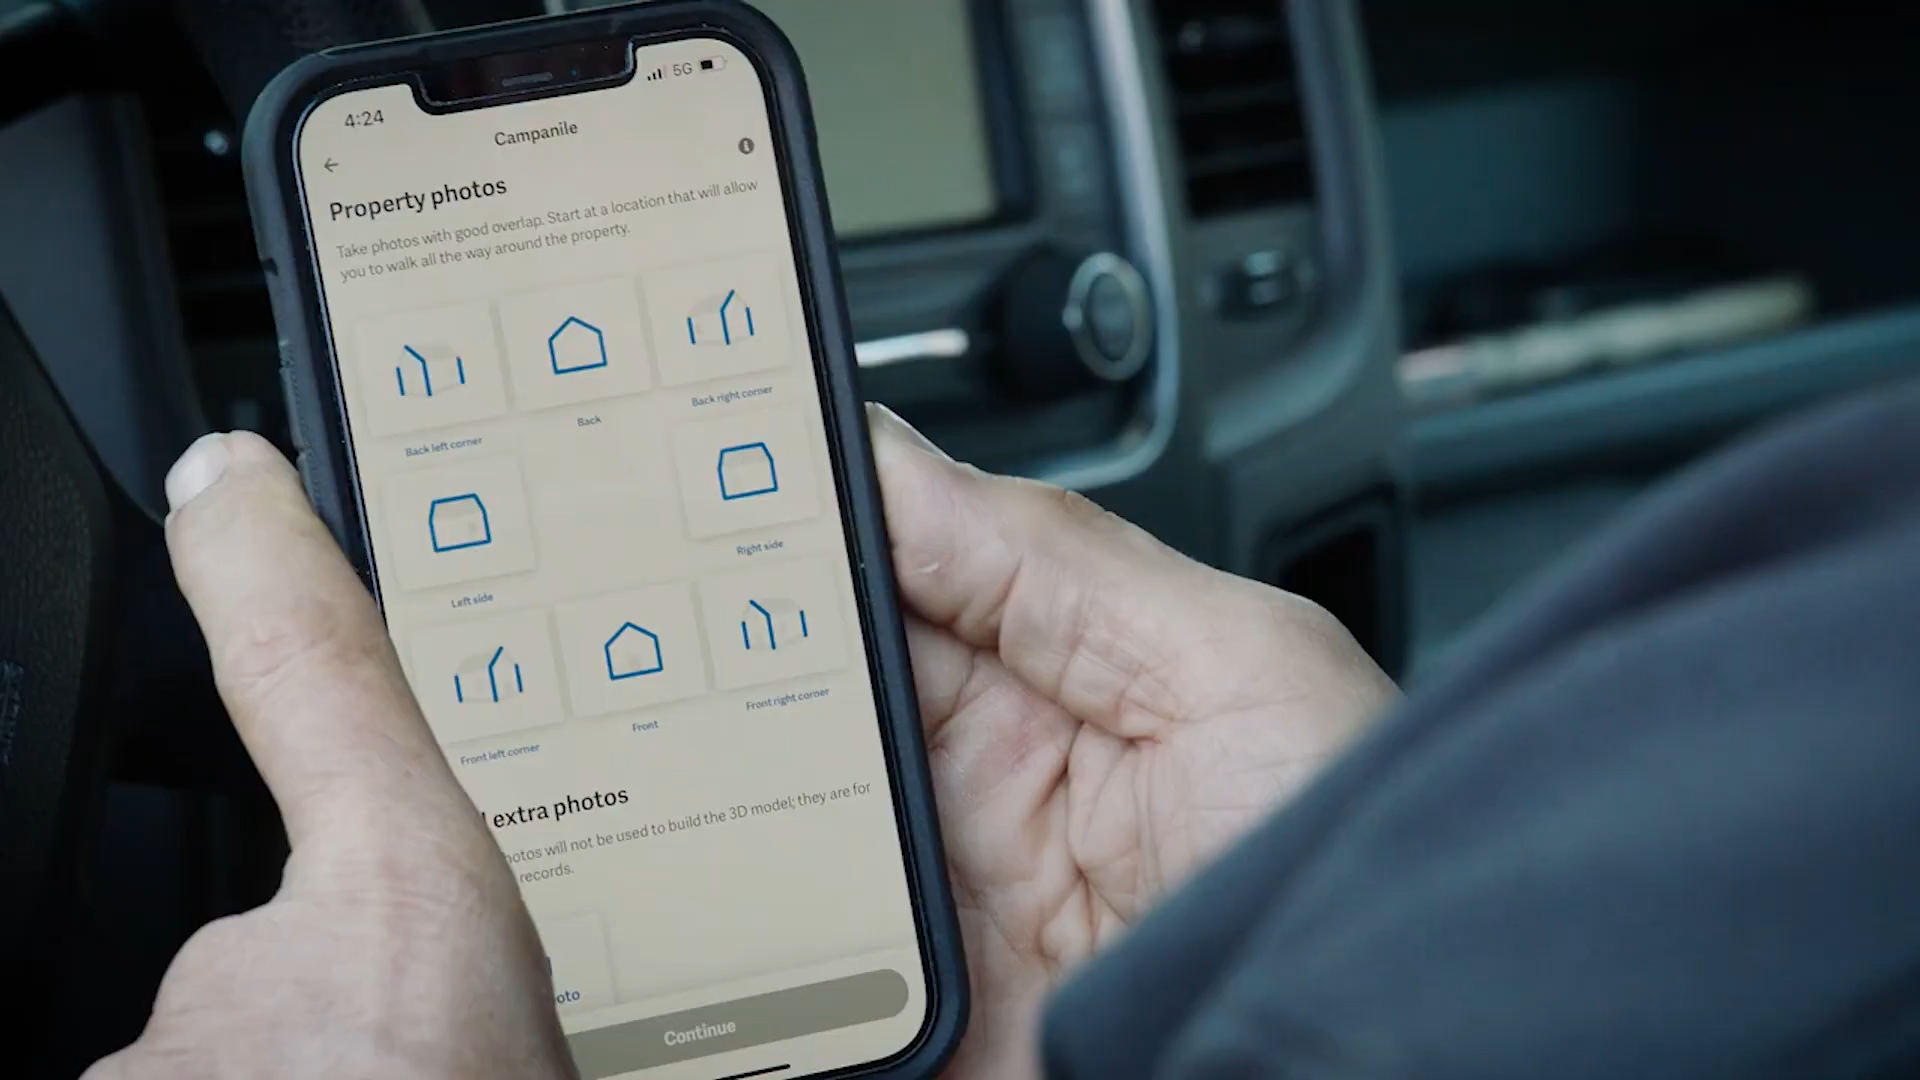 4:24
5G
Campanile
Property photos
Take photos with good overlap. Start at a location that will allow
you to walk all the way around the property.
Back left corner
Back
Back right corner
Left side
Right side
Front left corner
Front
Front right corner
extra photos
hotos will not be used to build the 3D model; they are for
records.
oto
Continue